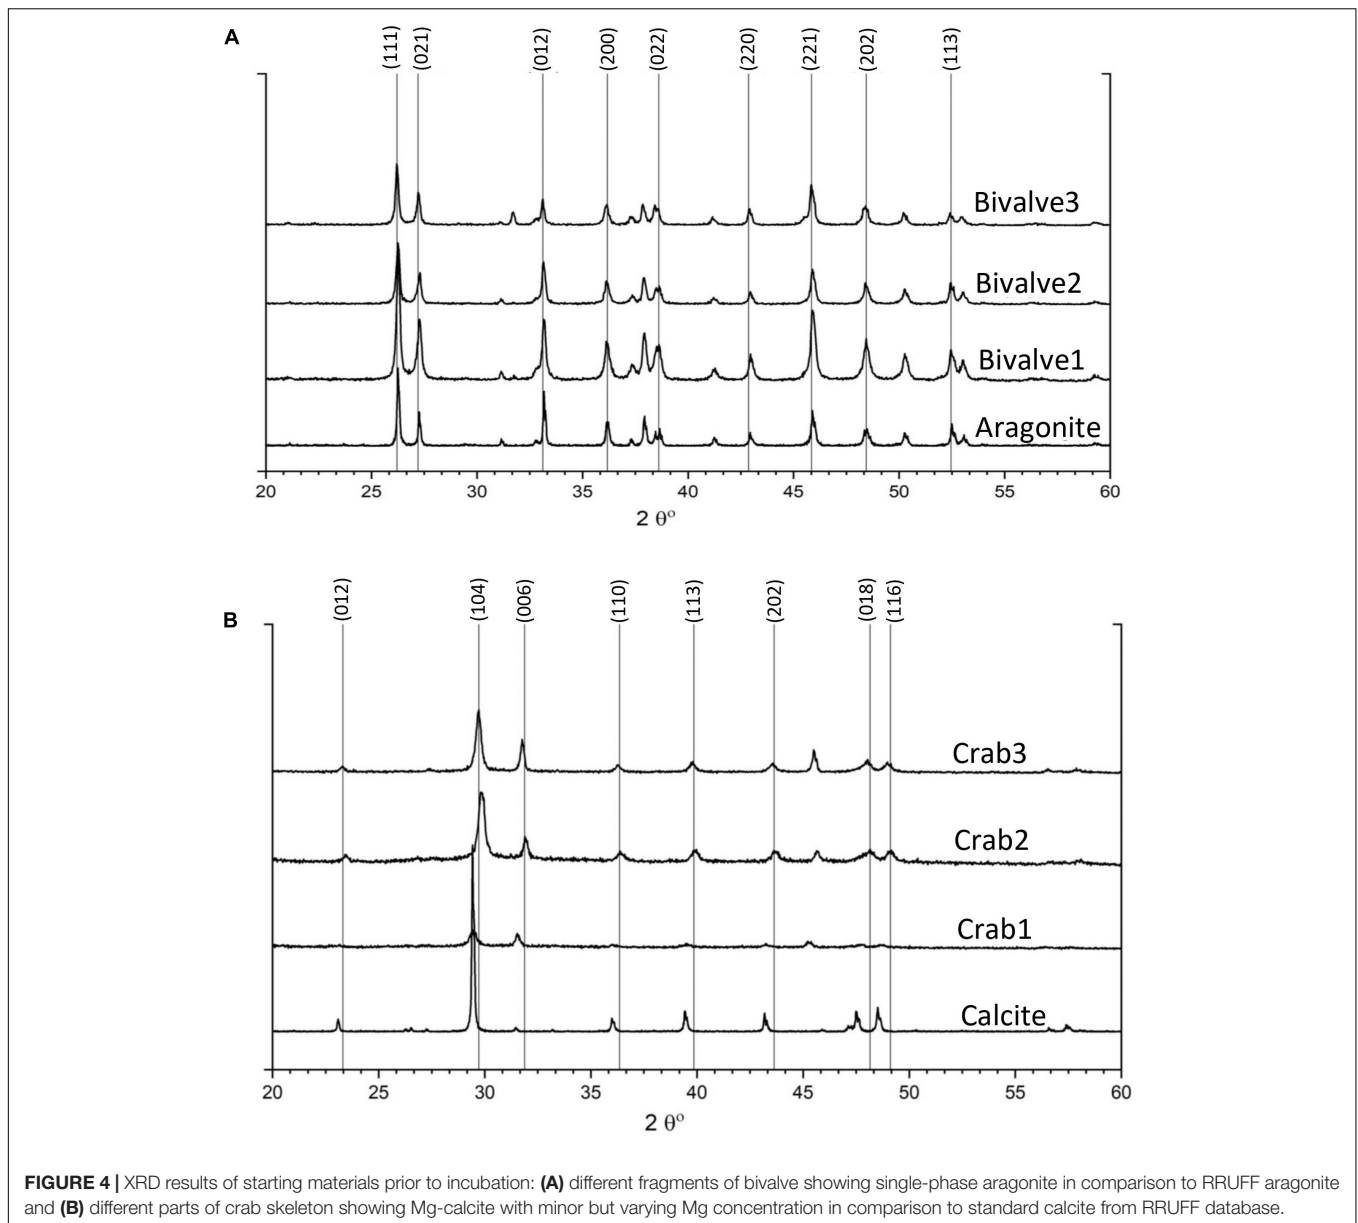 A
(111) (021) (012) (200) (022) (220) (221) (202) (113)
Bivalve3
Bivalve2
Bivalve1
Aragonite
20 25 30 35 40 45 50 55 60
2 θº
B
(012) (104) (006) (110) (113) (202) (018) (116)
Crab3
Crab2
Crab1
Calcite
20 25 30 35 40 45 50 55 60
2 θº
FIGURE 4 | XRD results of starting materials prior to incubation: (A) different fragments of bivalve showing single-phase aragonite in comparison to RRUFF aragonite
and (B) different parts of crab skeleton showing Mg-calcite with minor but varying Mg concentration in comparison to standard calcite from RRUFF database.